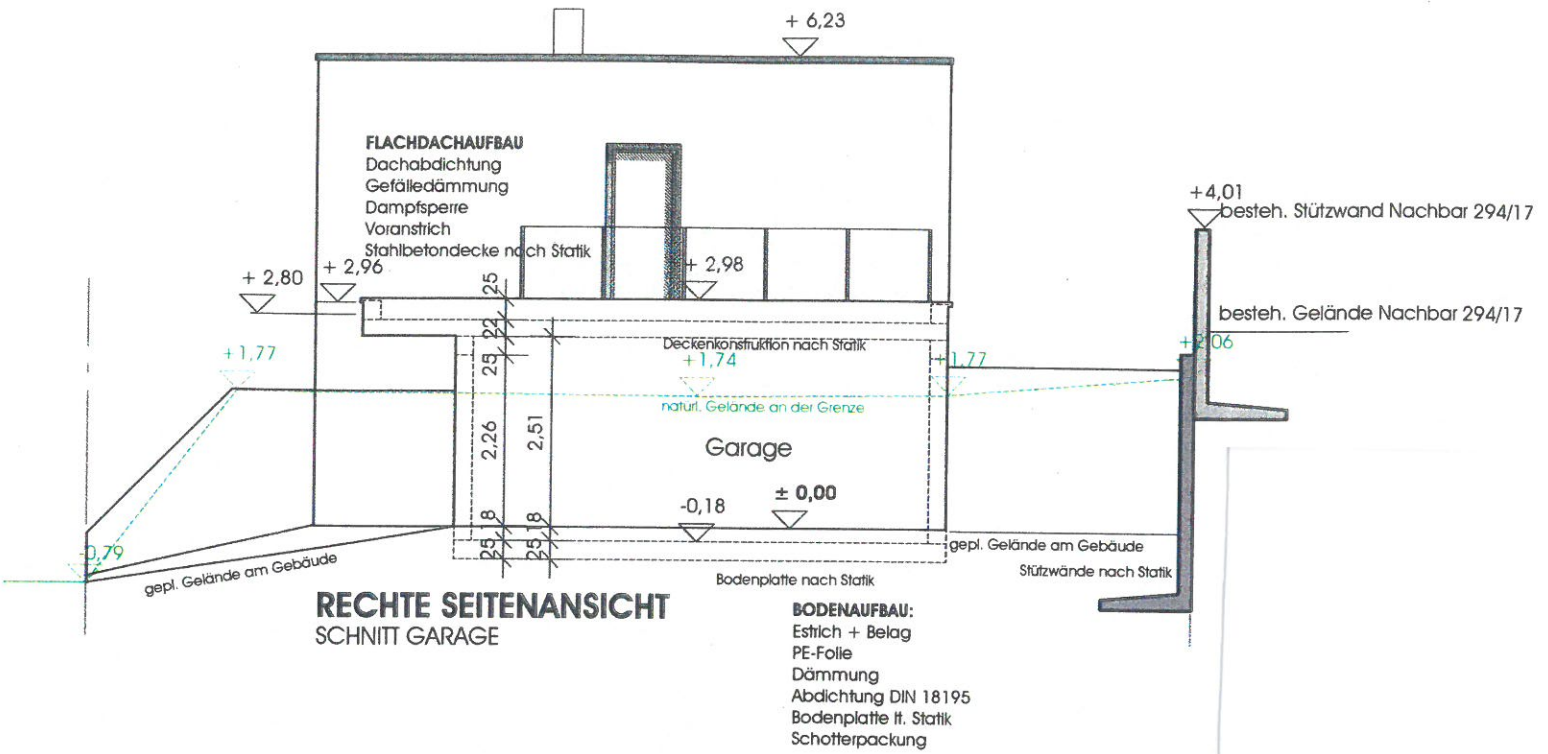 + 6,23
FLACHDACHAUFBAU
Dachabdichtung
Gefälledämmung
Dampfsperre
Voranstrich
Stahlbetondecke nach Statik
+4,01
besteh. Stützwand Nachbar 294/17
+ 2,80
+ 2,96
25
+ 2,98
besteh. Gelände Nachbar 294/17
22
Deckenkonstruktion nach Statik
+1,77
25
+1,74
+1,77
+2,06
natürl. Gelände an der Grenze
2,26
2,51
Garage
-0,18
± 0,00
18
18
25
25
-0,79
gepl. Gelände am Gebäude
gepl. Gelände am Gebäude
Stützwände nach Statik
Bodenplatte nach Statik
RECHTE SEITENANSICHT
SCHNITT GARAGE
BODENAUFBAU:
Estrich + Belag
PE-Folie
Dämmung
Abdichtung DIN 18195
Bodenplatte lt. Statik
Schotterpackung